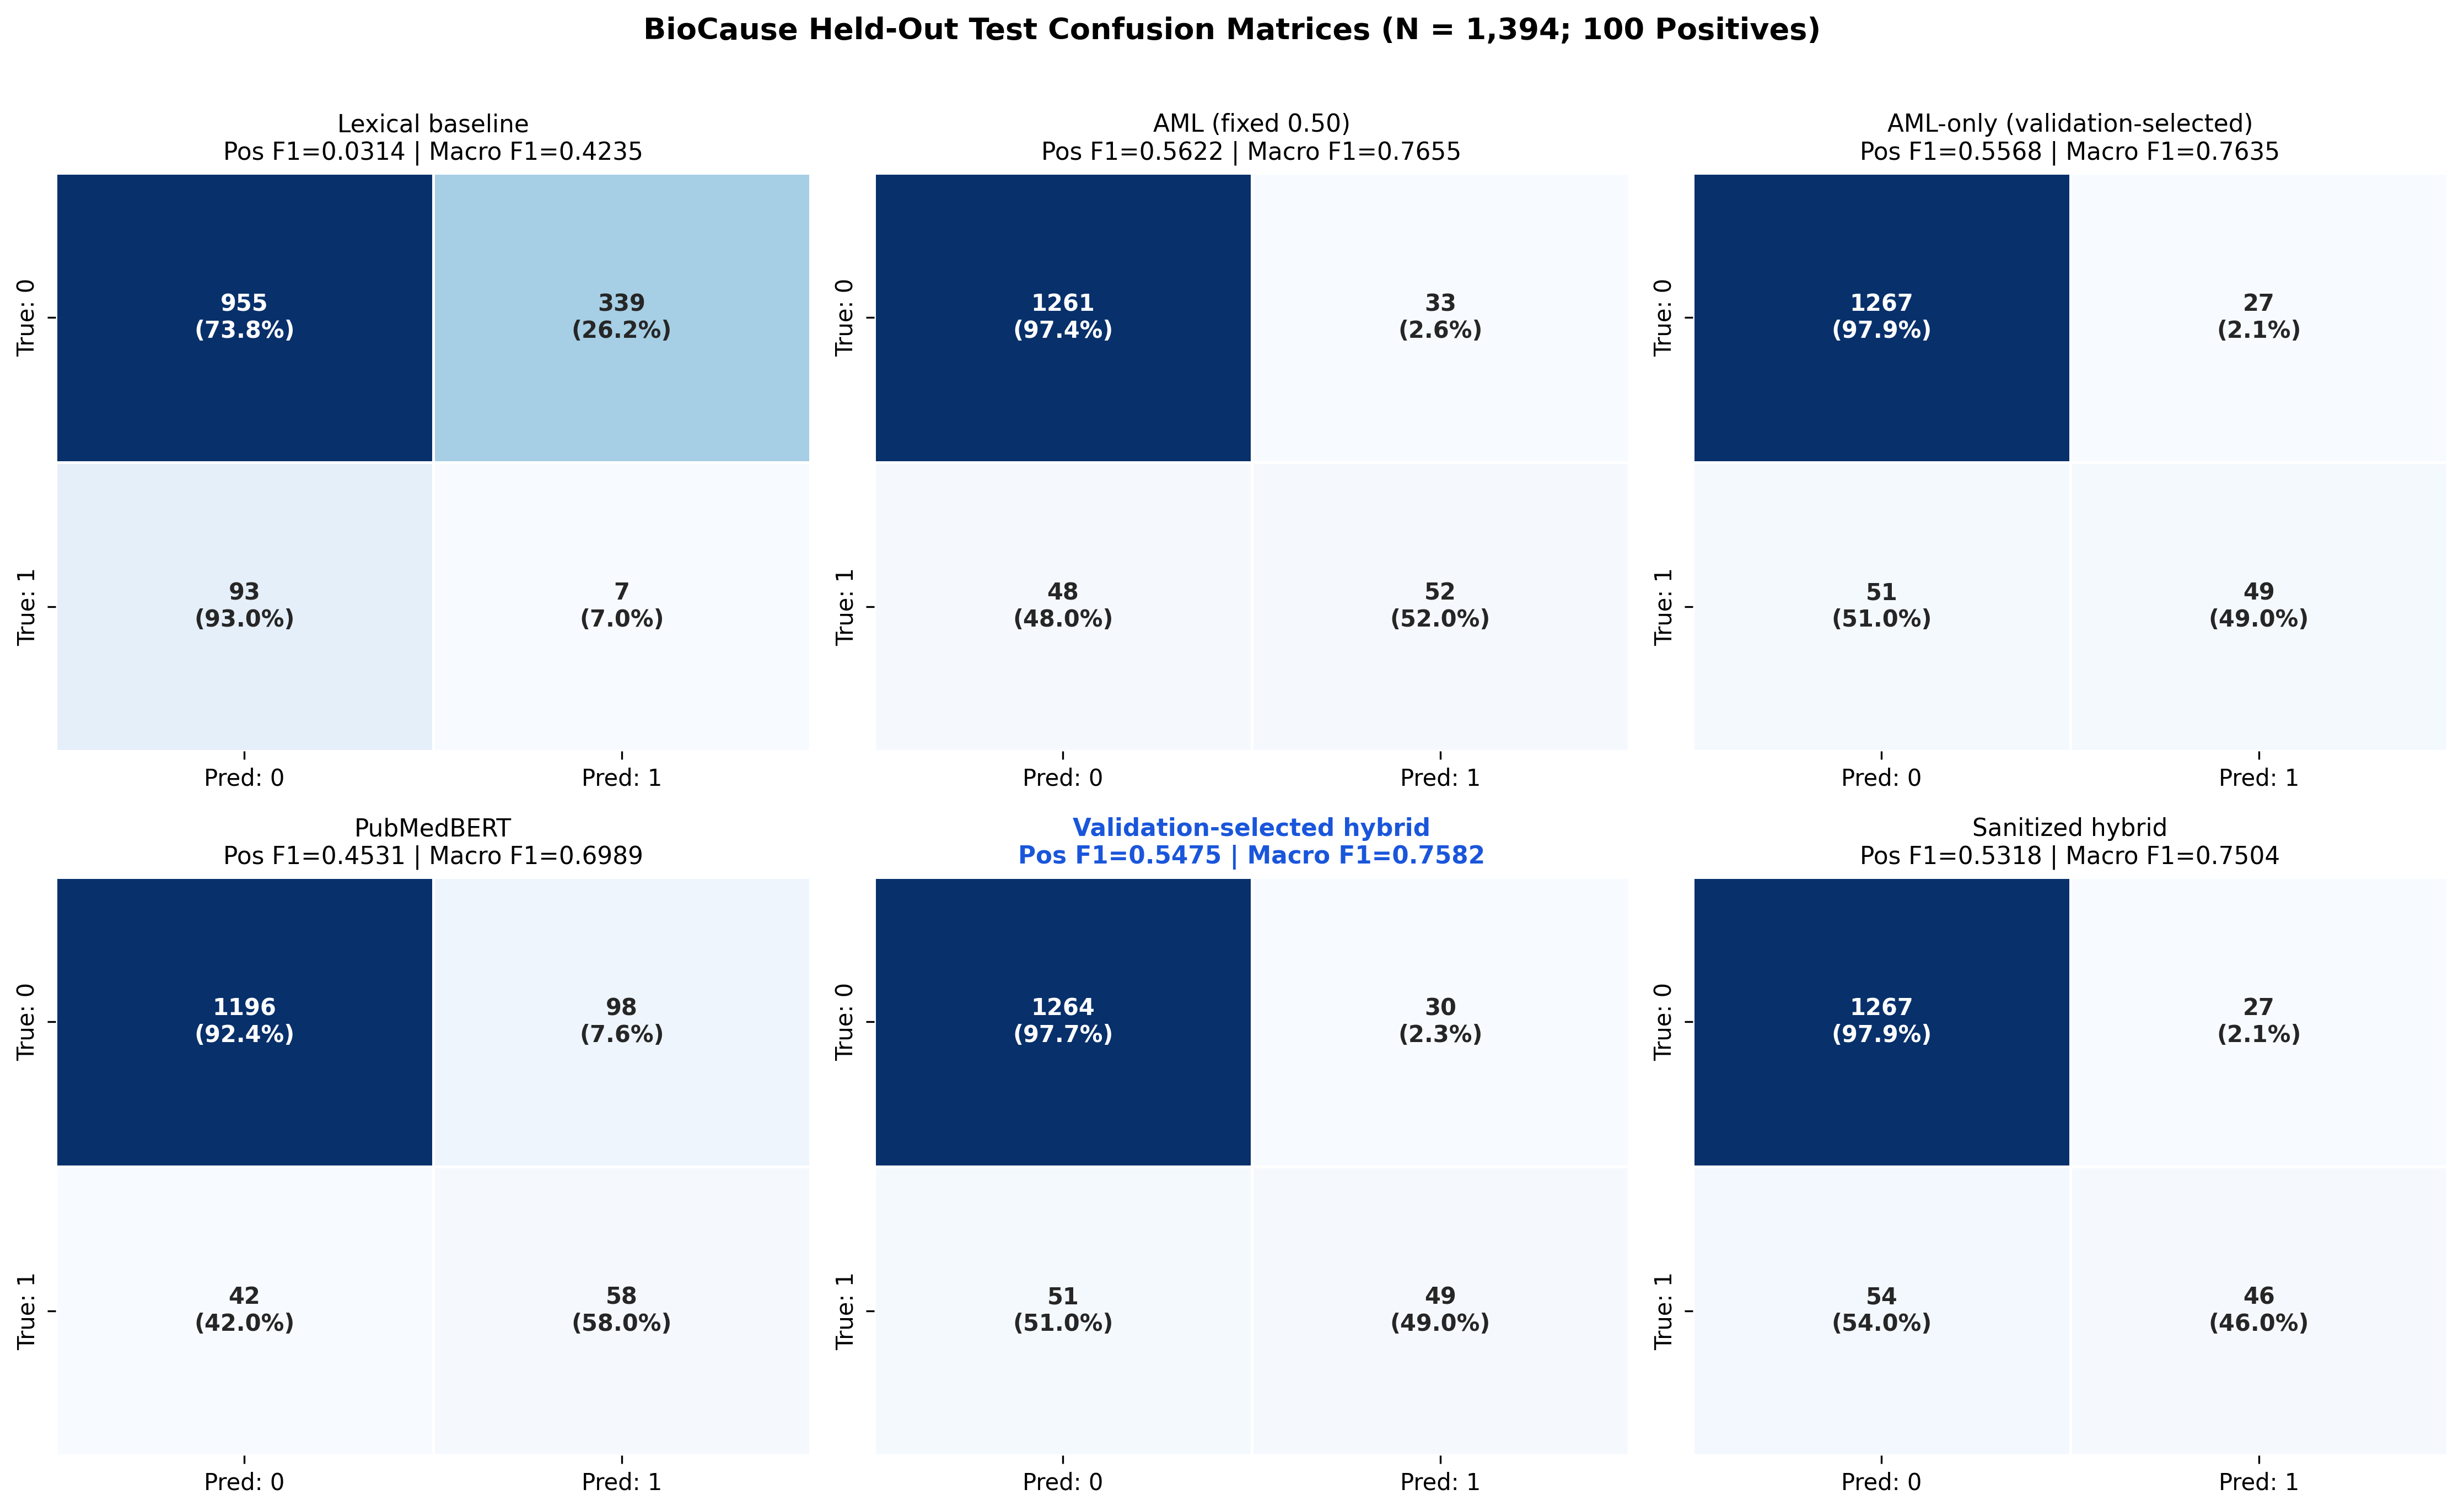 BioCause Held-Out Test Confusion Matrices (N = 1,394; 100 Positives)
Lexical baseline
Pos F1=0.0314 | Macro F1=0.4235
True: 0
955
(73.8%)
339
(26.2%)
True: 1
93
(93.0%)
7
(7.0%)
Pred: 0
Pred: 1
AML (fixed 0.50)
Pos F1=0.5622 | Macro F1=0.7655
True: 0
1261
(97.4%)
33
(2.6%)
True: 1
48
(48.0%)
52
(52.0%)
Pred: 0
Pred: 1
AML-only (validation-selected)
Pos F1=0.5568 | Macro F1=0.7635
True: 0
1267
(97.9%)
27
(2.1%)
True: 1
51
(51.0%)
49
(49.0%)
Pred: 0
Pred: 1
PubMedBERT
Pos F1=0.4531 | Macro F1=0.6989
True: 0
1196
(92.4%)
98
(7.6%)
True: 1
42
(42.0%)
58
(58.0%)
Pred: 0
Pred: 1
Validation-selected hybrid
Pos F1=0.5475 | Macro F1=0.7582
True: 0
1264
(97.7%)
30
(2.3%)
True: 1
51
(51.0%)
49
(49.0%)
Pred: 0
Pred: 1
Sanitized hybrid
Pos F1=0.5318 | Macro F1=0.7504
True: 0
1267
(97.9%)
27
(2.1%)
True: 1
54
(54.0%)
46
(46.0%)
Pred: 0
Pred: 1